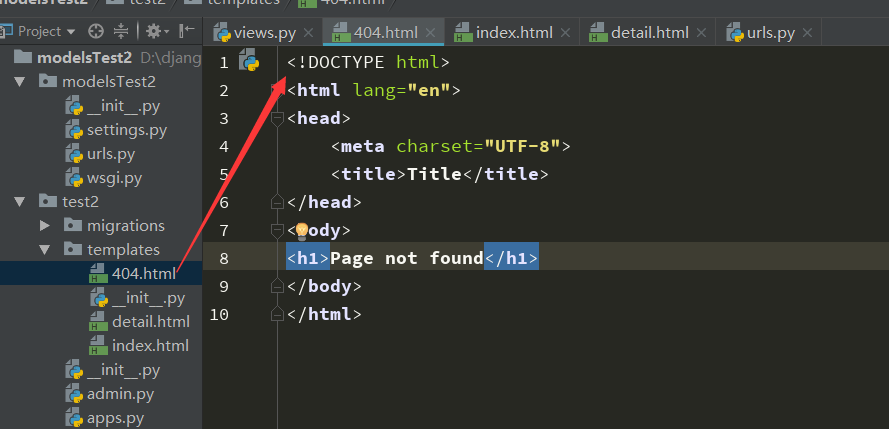 modelsTest2 test2 templates 404.html
Project
views.py 404.html index.html detail.html urls.py
modelsTest2 D:\djang
modelsTest2
__init__.py
settings.py
urls.py
wsgi.py
test2
migrations
templates
404.html
__init__.py
detail.html
index.html
__init__.py
admin.py
apps.py
1 <!DOCTYPE html>
2 <html lang="en">
3 <head>
4 <meta charset="UTF-8">
5 <title>Title</title>
6 </head>
7 <body>
8 <h1>Page not found</h1>
9 </body>
10 </html>